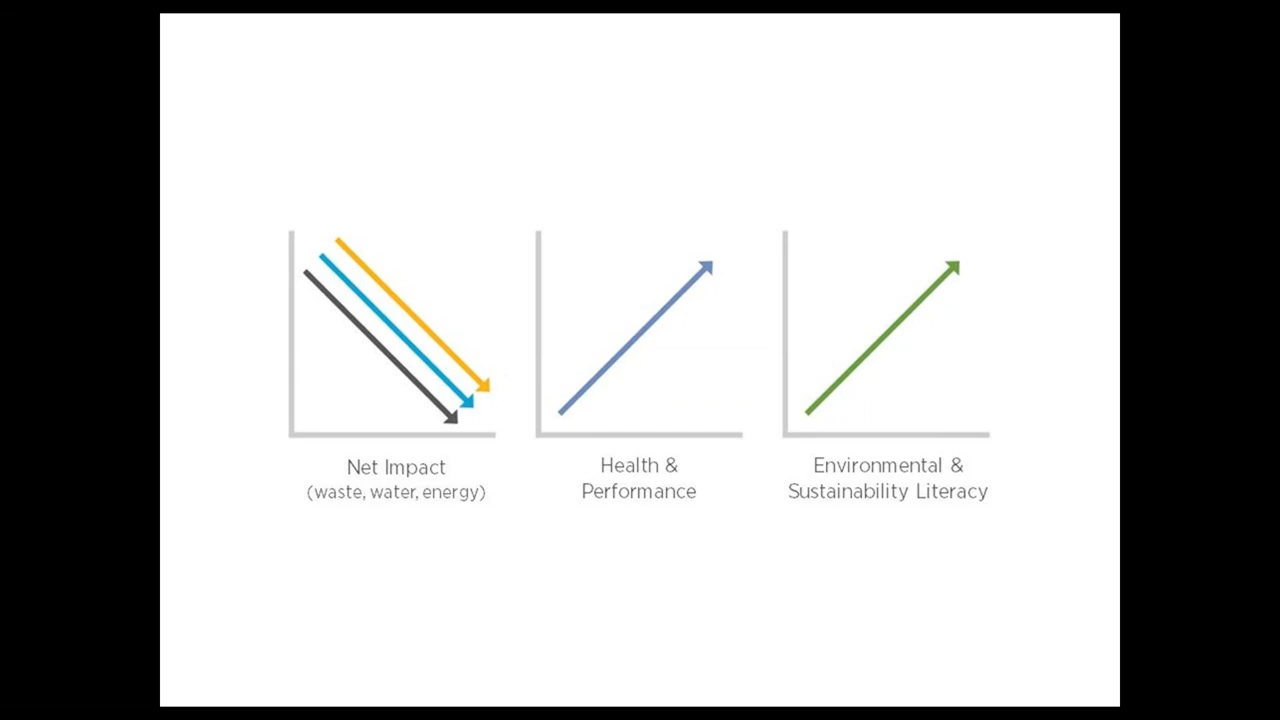 Net Impact
(waste, water, energy)
Health &
Performance
Environmental &
Sustainability Literacy